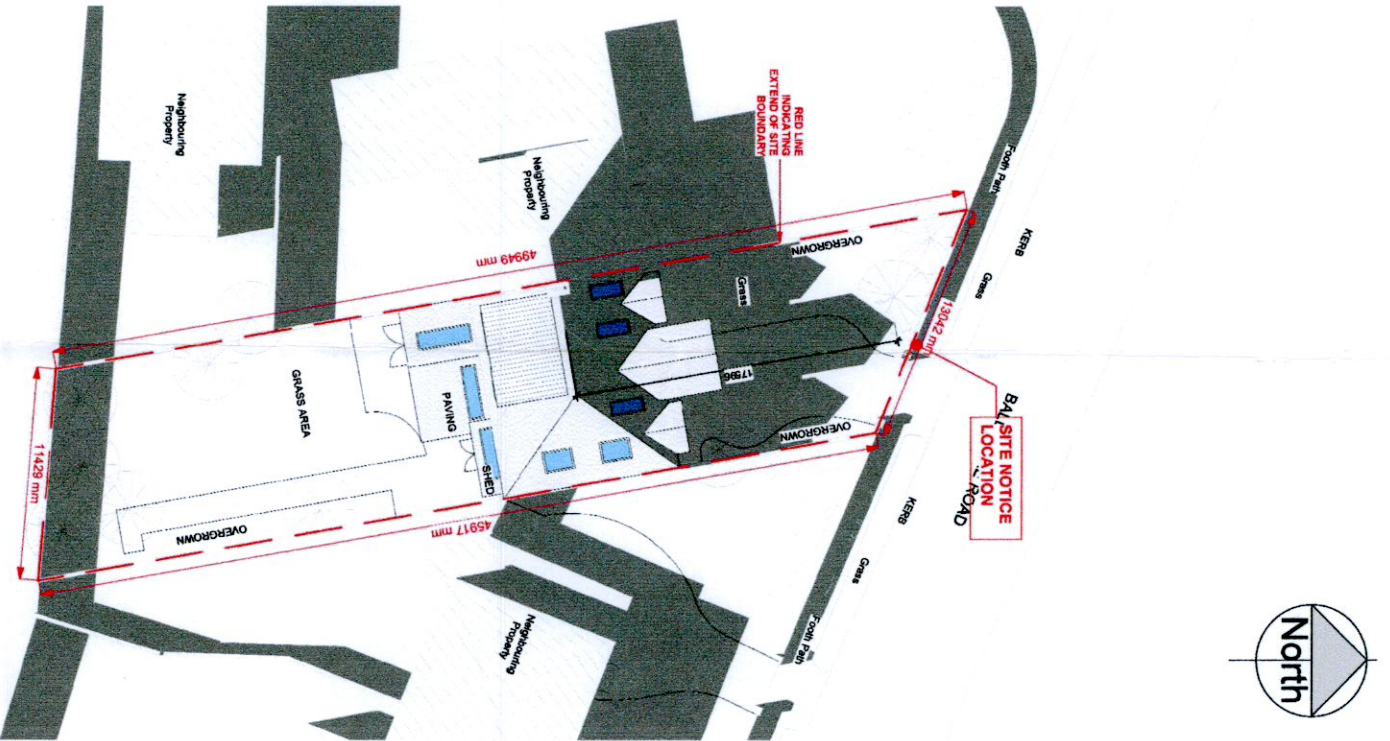 Neighbouring
Property
RED LINE
INDICATING
EXTEND OF SITE
BOUNDARY
Footh Path
KERB
Grass
Neighbouring
Property
OVERGROWN
49949 mm
Grass
13042 mm
17596
SITE NOTICE
LOCATION
ROAD
GRASS AREA
PAVING
SHED
OVERGROWN
KERB
Grass
11429 mm
OVERGROWN
45917 mm
Neighbouring
Property
Footh Path
North